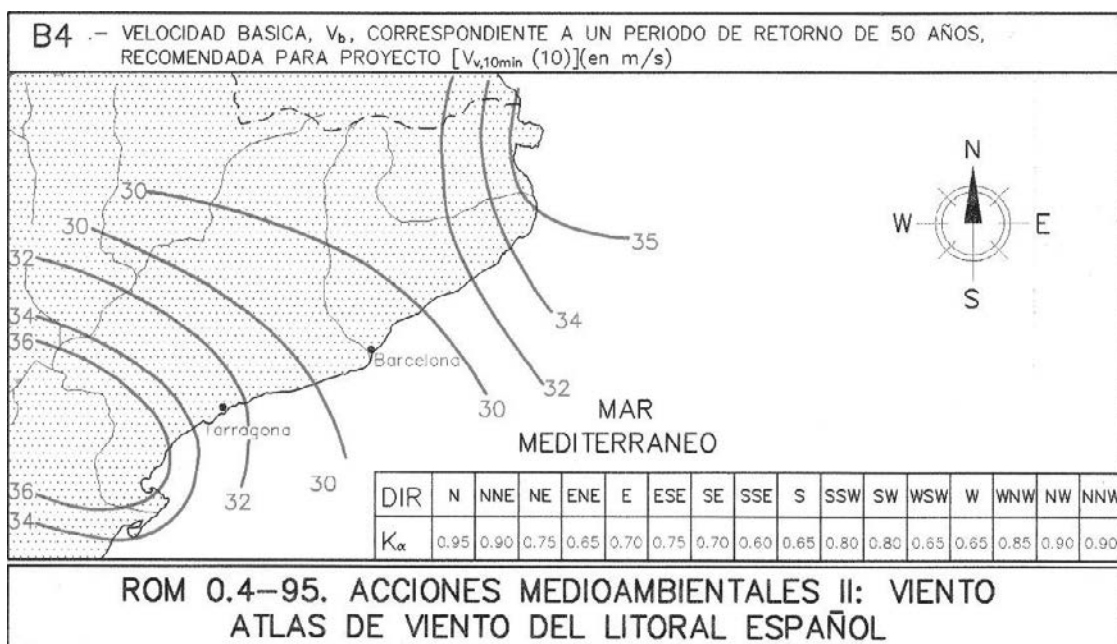 B4 .- VELOCIDAD BASICA, Vb, CORRESPONDIENTE A UN PERIODO DE RETORNO DE 50 AÑOS,
RECOMENDADA PARA PROYECTO [Vv,10min (10)](en m/s)
30
30
32
34
36
35
34
32
30
30
32
36
34
Barcelona
Tarragona
MAR
MEDITERRANEO
N
W E
S
DIR N NNE NE ENE E ESE SE SSE S SSW SW WSW W WNW NW NNW
Kα 0.95 0.90 0.75 0.65 0.70 0.75 0.70 0.60 0.65 0.80 0.80 0.65 0.65 0.85 0.90 0.90
ROM 0.4-95. ACCIONES MEDIOAMBIENTALES II: VIENTO
ATLAS DE VIENTO DEL LITORAL ESPAÑOL